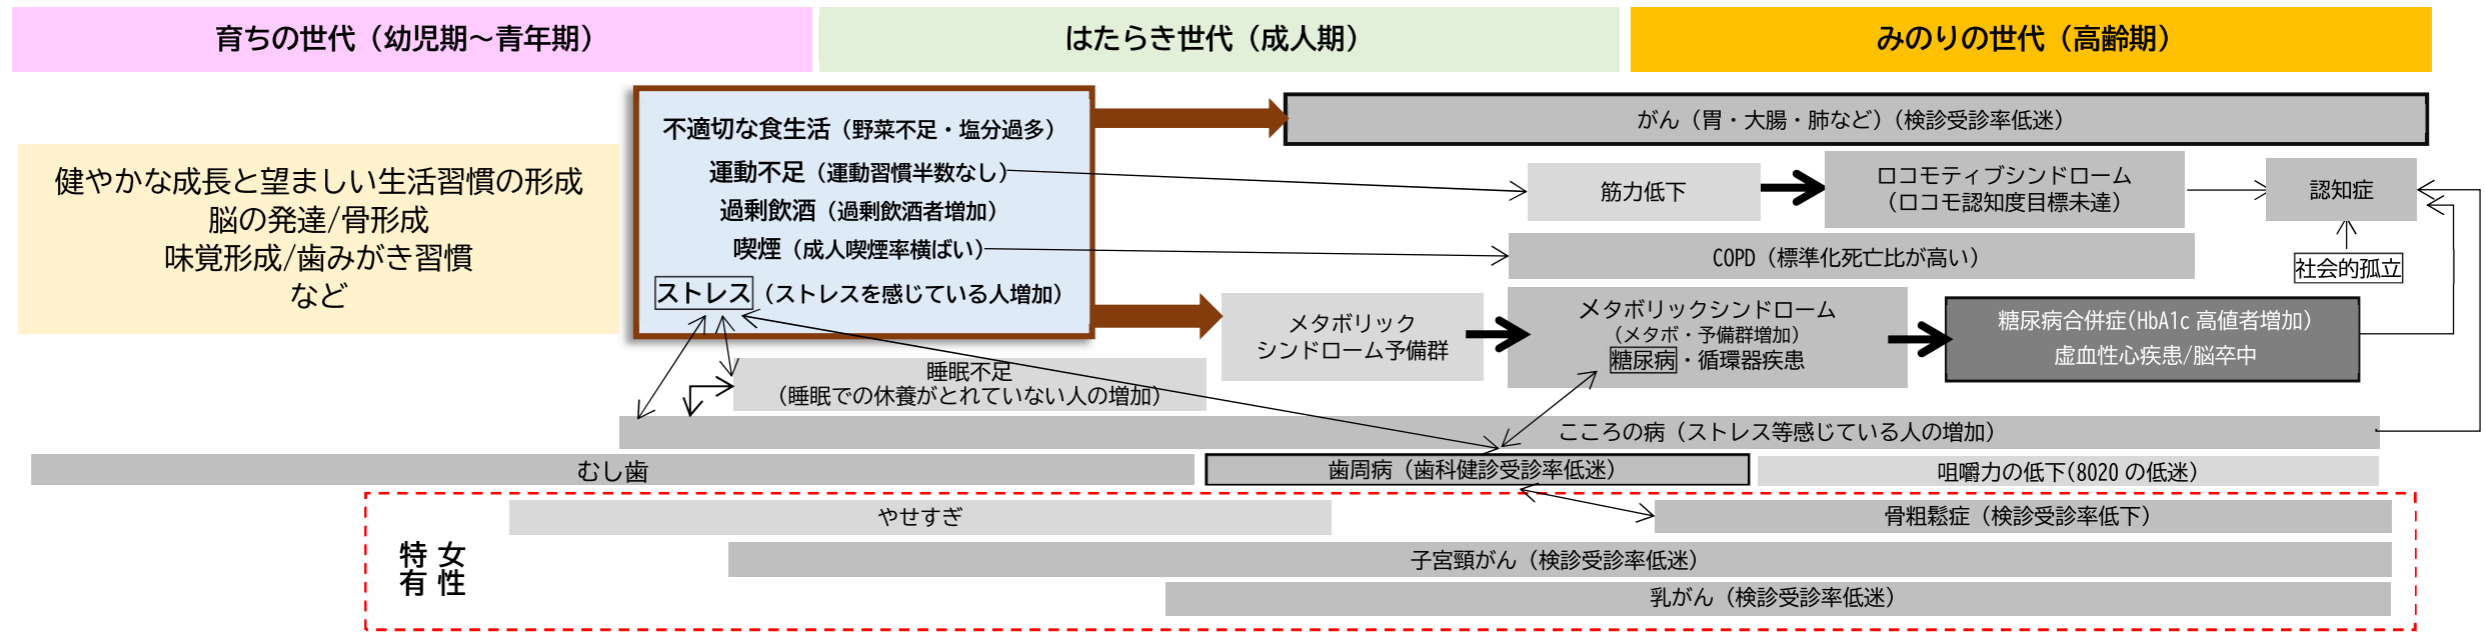 育ちの世代（幼児期～青年期）
はたらき世代（成人期）
みのりの世代（高齢期）
健やかな成長と望ましい生活習慣の形成
脳の発達/骨形成
味覚形成/歯みがき習慣
など
不適切な食生活（野菜不足・塩分過多）
運動不足（運動習慣半数なし）
過剰飲酒（過剰飲酒者増加）
喫煙（成人喫煙率横ばい）
ストレス（ストレスを感じている人増加）
がん（胃・大腸・肺など）（検診受診率低迷）
筋力低下
ロコモティブシンドローム
（ロコモ認知度目標未達）
認知症
COPD（標準化死亡比が高い）
社会的孤立
メタボリック
シンドローム予備群
メタボリックシンドローム
（メタボ・予備群増加）
糖尿病・循環器疾患
糖尿病合併症(HbA1c 高値者増加)
虚血性心疾患/脳卒中
睡眠不足
（睡眠での休養がとれていない人の増加）
こころの病（ストレス等感じている人の増加）
むし歯
歯周病（歯科健診受診率低迷）
咀嚼力の低下(8020 の低迷)
女性
特有
やせすぎ
骨粗鬆症（検診受診率低下）
子宮頸がん（検診受診率低迷）
乳がん（検診受診率低迷）